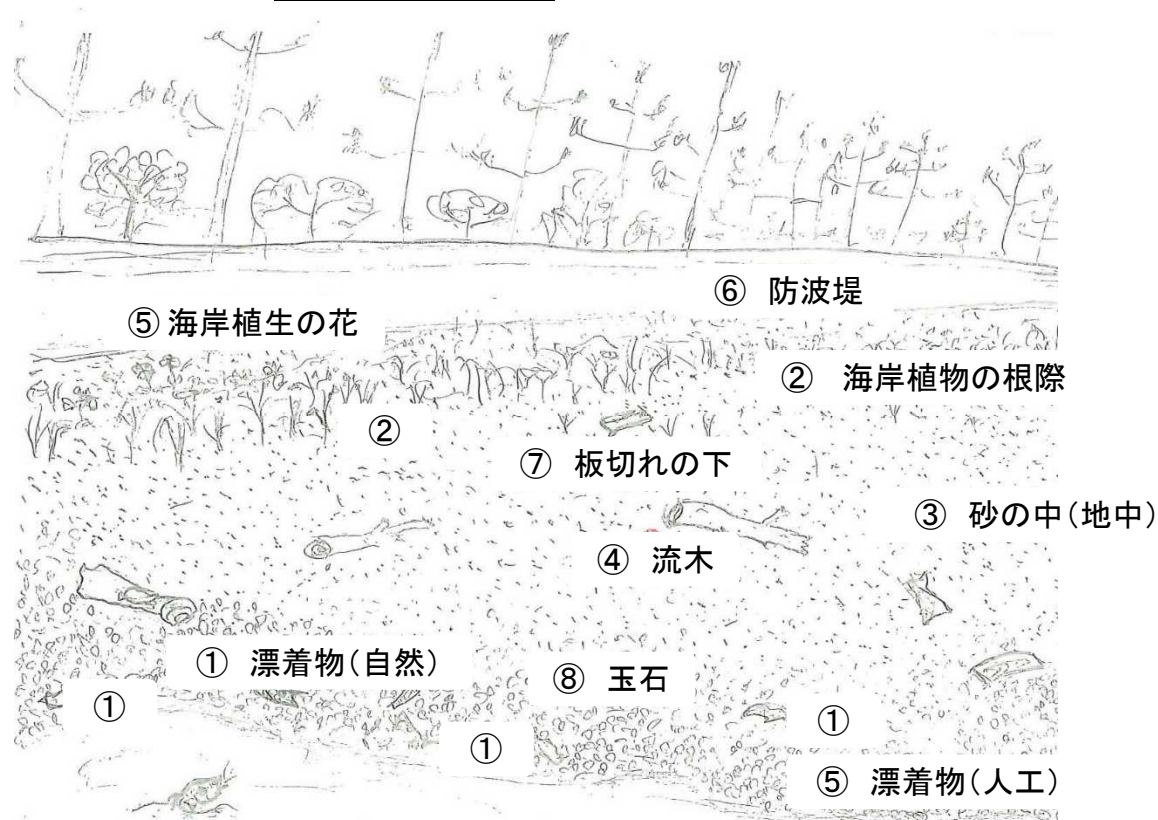 ⑥ 防波堤
⑤海岸植生の花
② 海岸植物の根際
②
⑦ 板切れの下
③ 砂の中（地中）
④ 流木
① 漂着物（自然）
⑧ 玉石
①
①
①
⑤ 漂着物（人工）